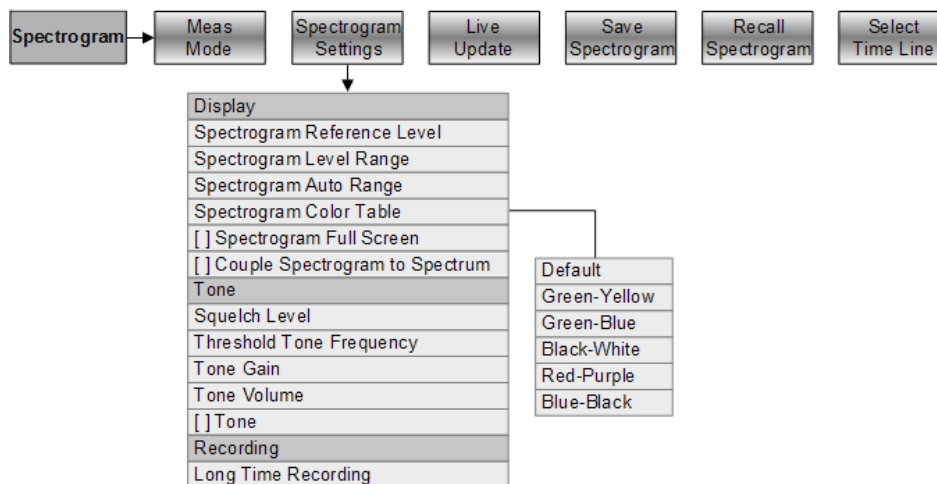 Spectrogram
Meas
Mode
Spectrogram
Settings
Live
Update
Save
Spectrogram
Recall
Spectrogram
Select
Time Line
Display
Spectrogram Reference Level
Spectrogram Level Range
Spectrogram Auto Range
Spectrogram Color Table
[ ] Spectrogram Full Screen
[ ] Couple Spectrogram to Spectrum
Tone
Squelch Level
Threshold Tone Frequency
Tone Gain
Tone Volume
[ ] Tone
Recording
Long Time Recording
Default
Green-Yellow
Green-Blue
Black-White
Red-Purple
Blue-Black